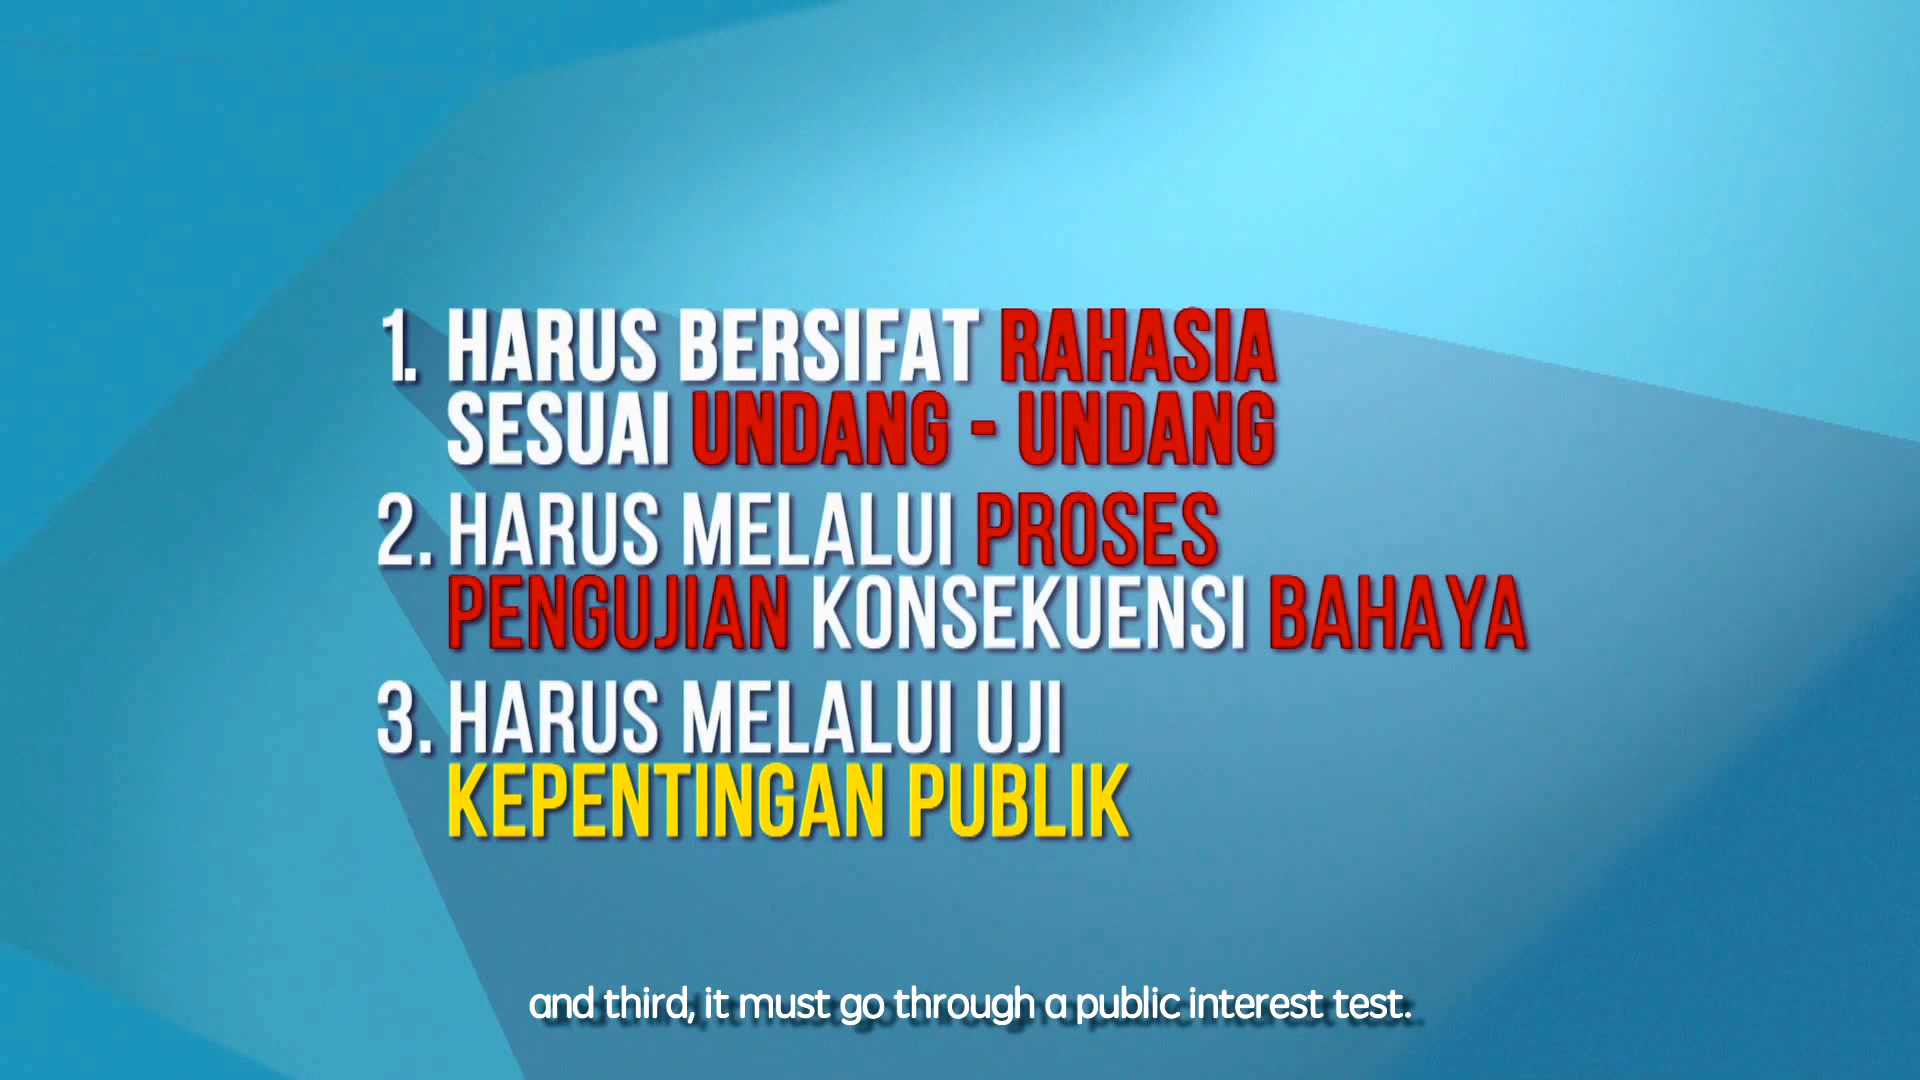 1. HARUS BERSIFAT RAHASIA
SESUAI UNDANG - UNDANG
2. HARUS MELALUI PROSES
PENGUJIAN KONSEKUENSI BAHAYA
3. HARUS MELALUI UJI
KEPENTINGAN PUBLIK
and third, it must go through a public interest test.